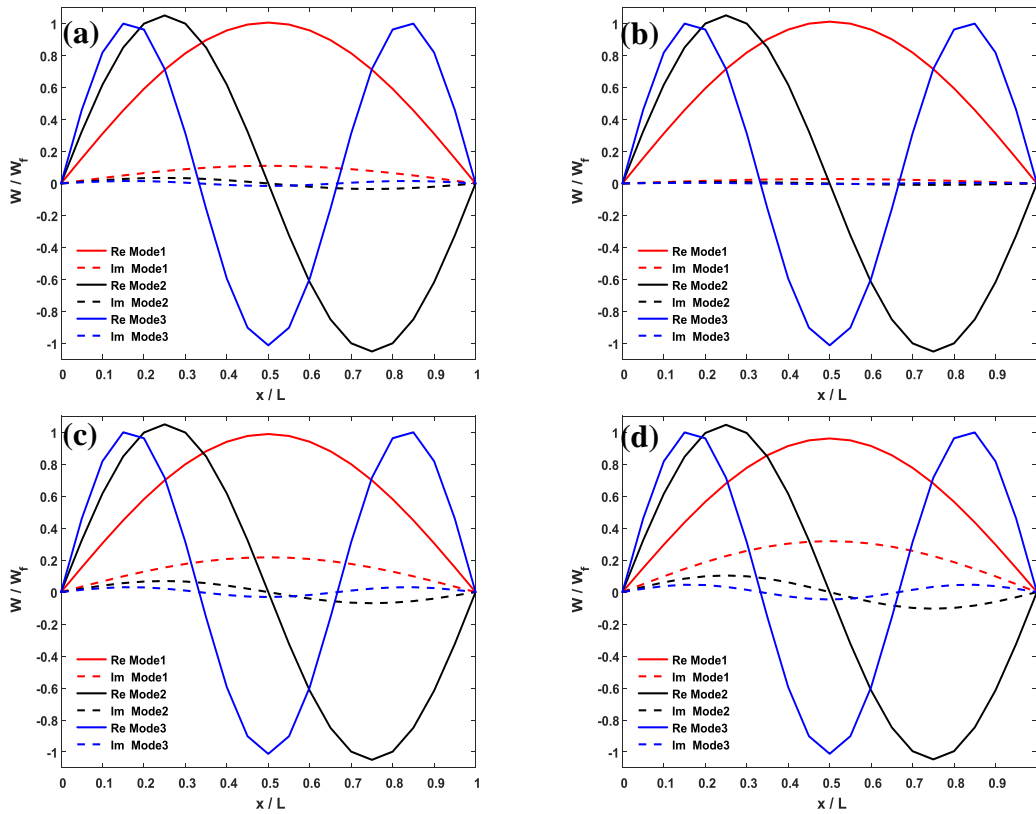 (a)
1
0.8
0.6
0.4
0.2
0
-0.2
-0.4
-0.6
-0.8
-1
W / W_f
Re Mode1
Im Mode1
Re Mode2
Im Mode2
Re Mode3
Im Mode3
0 0.1 0.2 0.3 0.4 0.5 0.6 0.7 0.8 0.9 1
x / L
(b)
1
0.8
0.6
0.4
0.2
0
-0.2
-0.4
-0.6
-0.8
-1
W / W_f
Re Mode1
Im Mode1
Re Mode2
Im Mode2
Re Mode3
Im Mode3
0 0.1 0.2 0.3 0.4 0.5 0.6 0.7 0.8 0.9
x / L
(c)
1
0.8
0.6
0.4
0.2
0
-0.2
-0.4
-0.6
-0.8
-1
W / W_f
Re Mode1
Im Mode1
Re Mode2
Im Mode2
Re Mode3
Im Mode3
0 0.1 0.2 0.3 0.4 0.5 0.6 0.7 0.8 0.9 1
x / L
(d)
1
0.8
0.6
0.4
0.2
0
-0.2
-0.4
-0.6
-0.8
-1
W / W_f
Re Mode1
Im Mode1
Re Mode2
Im Mode2
Re Mode3
Im Mode3
0 0.1 0.2 0.3 0.4 0.5 0.6 0.7 0.8 0.9
x / L